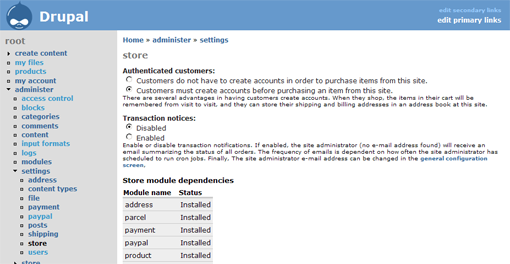 Drupal
edit secondary links
edit primary links
root
create content
my files
products
my account
administer
access control
blocks
categories
comments
content
input formats
logs
modules
settings
address
content types
file
payment
paypal
posts
shipping
store
users
store
Home » administer » settings
store
Authenticated customers:
Customers do not have to create accounts in order to purchase items from this site.
Customers must create accounts before purchasing an item from this site.
There are several advantages in having customers create accounts. When they shop, the items in their cart will be
remembered from visit to visit, and they can store their shipping and billing addresses in an address book at this site.
Transaction notices:
Disabled
Enabled
Enable or disable transaction notifications. If enabled, the site administrator (no e-mail address found) will receive an
email summarizing the status of all orders. The frequency of emails is dependent on how often the site administrator has
scheduled to run cron jobs. Finally. The site administrator e-mail address can be changed in the general configuration
screen.
Store module dependencies
Module name Status
address Installed
parcel Installed
payment Installed
paypal Installed
product Installed